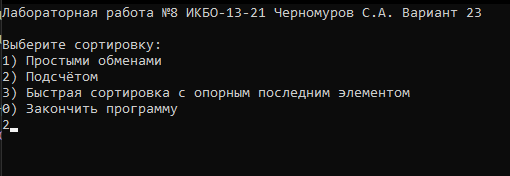 Лабораторная работа №8 ИКБО-13-21 Черномуров С.А. Вариант 23
Выберите сортировку:
1) Простыми обменами
2) Подсчётом
3) Быстрая сортировка с опорным последним элементом
0) Закончить программу
2